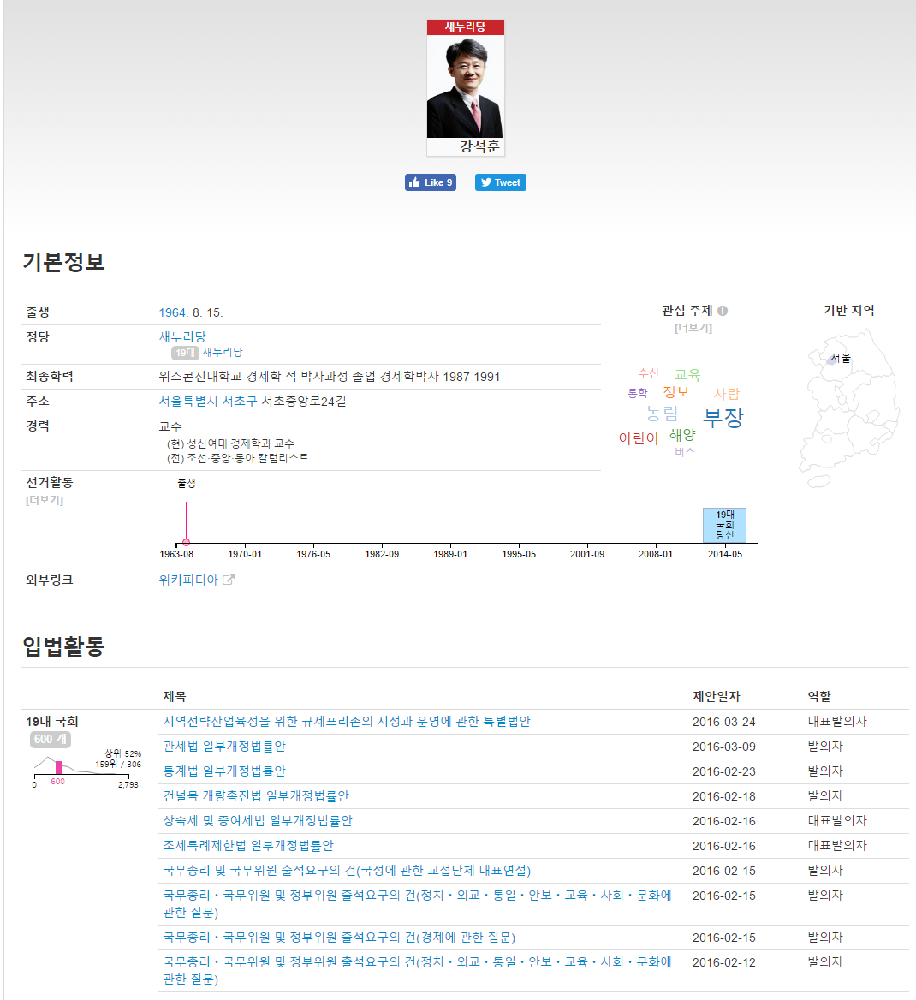 새누리당
강석훈
Like 9
Tweet
기본정보
출생
1964. 8. 15.
정당
새누리당
19대 새누리당
최종학력
위스콘신대학교 경제학 석 박사과정 졸업 경제학박사 1987 1991
주소
서울특별시 서초구 서초중앙로24길
경력
교수
(현) 성신여대 경제학과 교수
(전) 조선·중앙·동아 칼럼리스트
관심 주제 !
[더보기]
수산 교육
통학 정보 사람
농림 부장
어린이 해양
버스
기반 지역
서울
선거활동
[더보기]
출생
19대
국회
당선
1963-08 1970-01 1976-05 1982-09 1989-01 1995-05 2001-09 2008-01 2014-05
외부링크
위키피디아
입법활동
제목 제안일자 역할
19대 국회
600 개
상위 52%
159위 / 306
0 600 2,793
지역전략산업육성을 위한 규제프리존의 지정과 운영에 관한 특별법안 2016-03-24 대표발의자
관세법 일부개정법률안 2016-03-09 발의자
통계법 일부개정법률안 2016-02-23 발의자
건널목 개량촉진법 일부개정법률안 2016-02-18 발의자
상속세 및 증여세법 일부개정법률안 2016-02-16 대표발의자
조세특례제한법 일부개정법률안 2016-02-16 대표발의자
국무총리 및 국무위원 출석요구의 건(국정에 관한 교섭단체 대표연설) 2016-02-15 발의자
국무총리・국무위원 및 정부위원 출석요구의 건(정치・외교・통일・안보・교육・사회・문화에 2016-02-15 발의자
관한 질문)
국무총리・국무위원 및 정부위원 출석요구의 건(경제에 관한 질문) 2016-02-15 발의자
국무총리・국무위원 및 정부위원 출석요구의 건(정치・외교・통일・안보・교육・사회・문화에 2016-02-12 발의자
관한 질문)